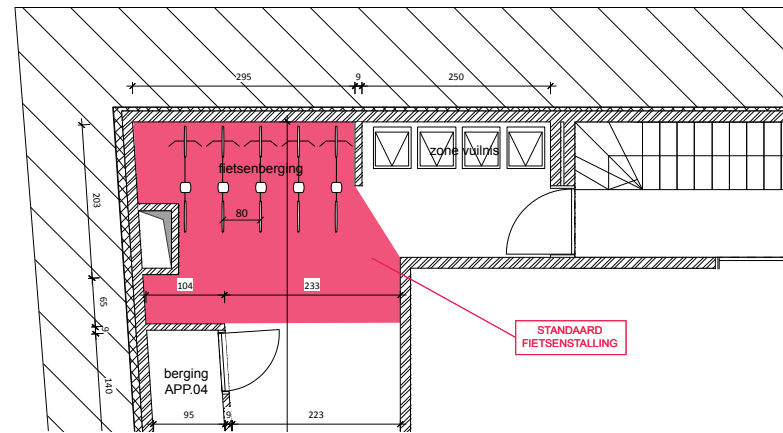 295
9
250
zone vuilnis
fietsenberging
203
80
104
233
65
9
STANDAARD
FIETSENSTALLING
berging
APP.04
140
95
9
223